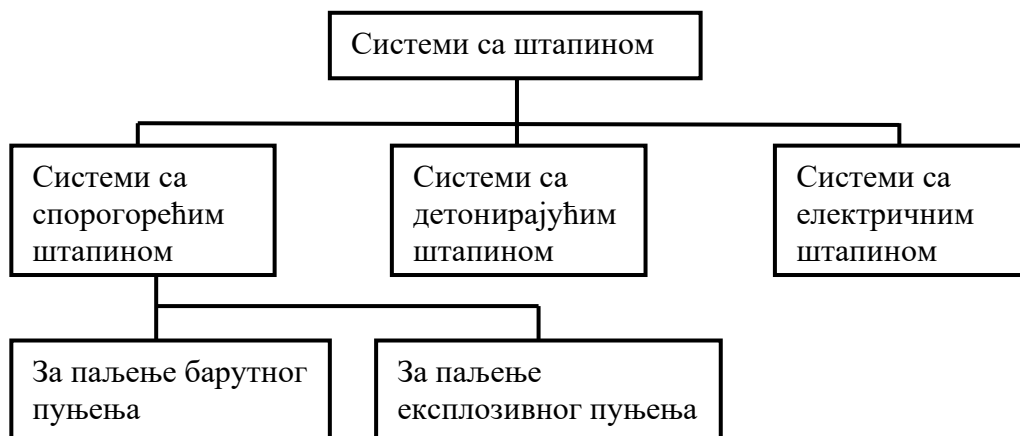 Системи са штапином
Системи са
спорогорећим
штапином
Системи са
детонирајућим
штапином
Системи са
електричним
штапином
За паљење барутног
пуњења
За паљење
експлозивног пуњења